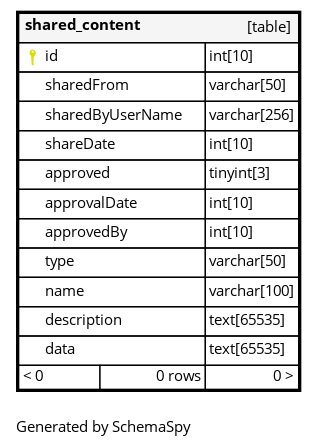 shared_content [table]
id int[10]
sharedFrom varchar[50]
sharedByUserName varchar[256]
shareDate int[10]
approved tinyint[3]
approvalDate int[10]
approvedBy int[10]
type varchar[50]
name varchar[100]
description text[65535]
data text[65535]
< 0 0 rows 0 >
Generated by SchemaSpy